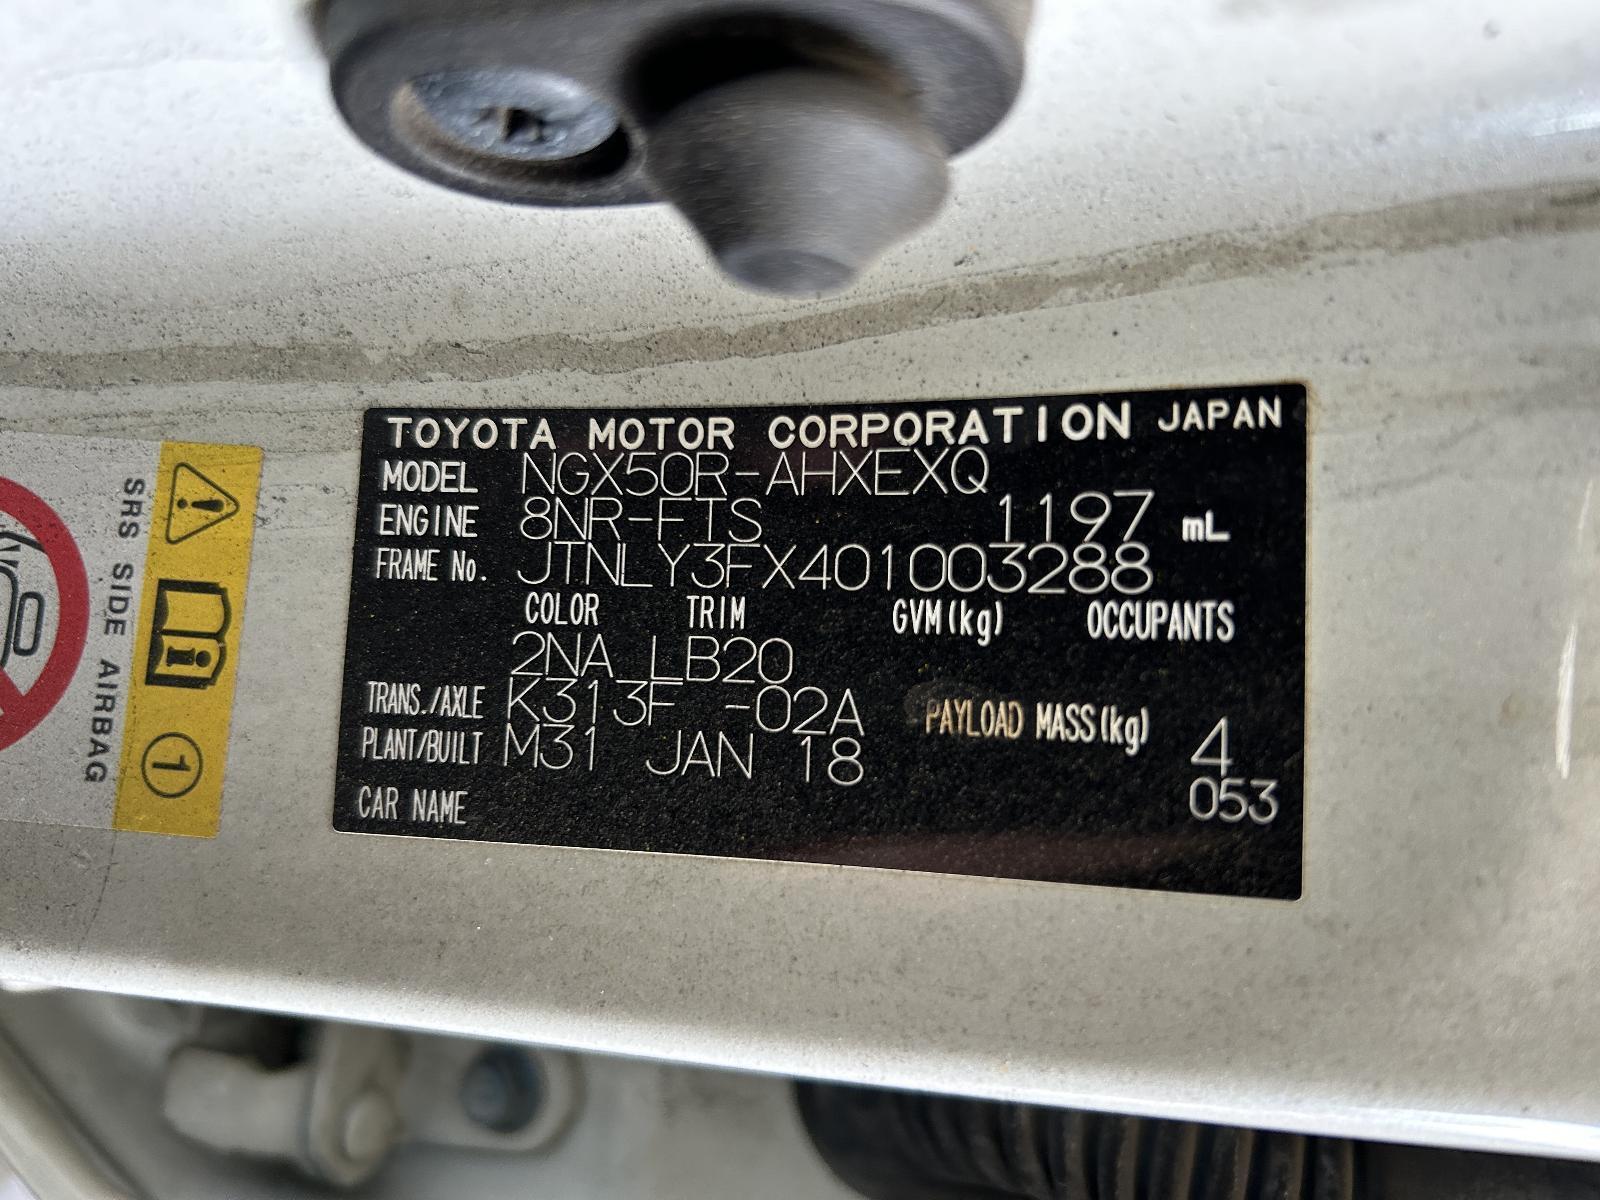 TOYOTA MOTOR CORPORATION JAPAN
MODEL NGX50R-AHXEXQ
ENGINE 8NR-FTS 1197 mL
FRAME No. JTNLY3FX401003288
COLOR TRIM GVM(kg) OCCUPANTS
2NA LB20
TRANS./AXLE K313F -02A PAYLOAD MASS(kg) 4
PLANT/BUILT M31 JAN 18
053
CAR NAME
SRS SIDE AIRBAG
1